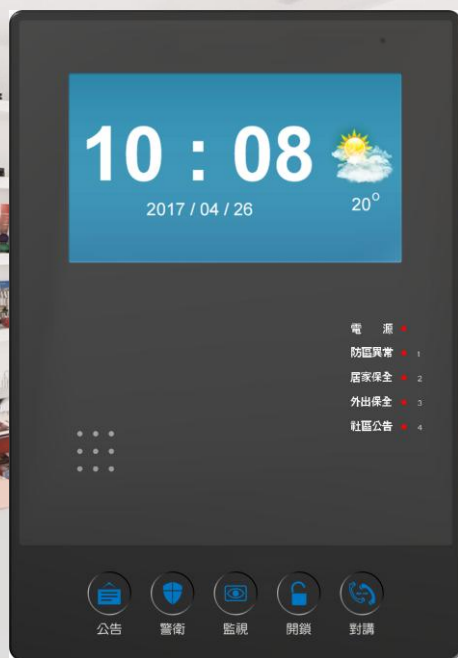 10 : 08
2017 / 04 / 26
20°
電 源
防區異常 1
居家保全 2
外出保全 3
社區公告 4
公告 警衛 監視 開鎖 對講